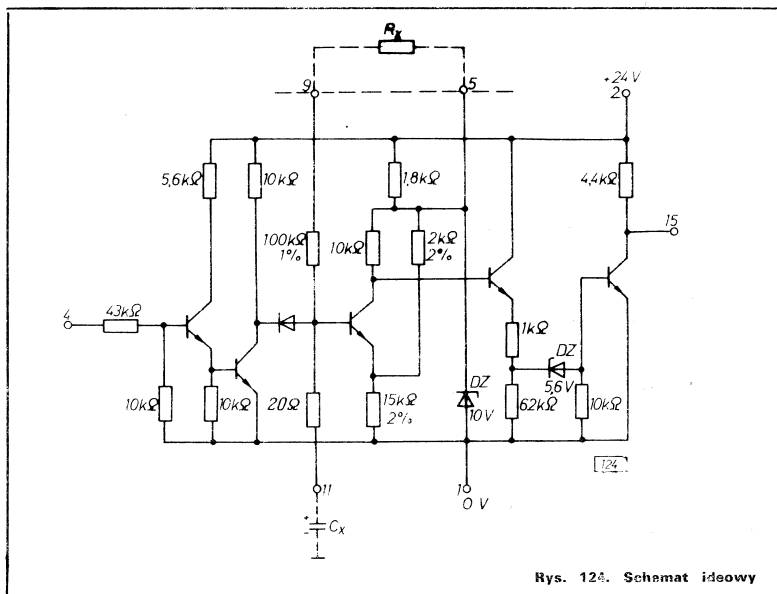 Rx
9
5
+24V
2
5,6kΩ
10kΩ
1,8kΩ
4,4kΩ
15
100kΩ
1%
10kΩ
2kΩ
2%
4
43kΩ
1kΩ
DZ
5,6V
DZ
10V
10kΩ
10kΩ
20Ω
15kΩ
2%
62kΩ
10kΩ
124
11
1
0 V
+
-
Cx
Rys. 124. Schemat ideowy